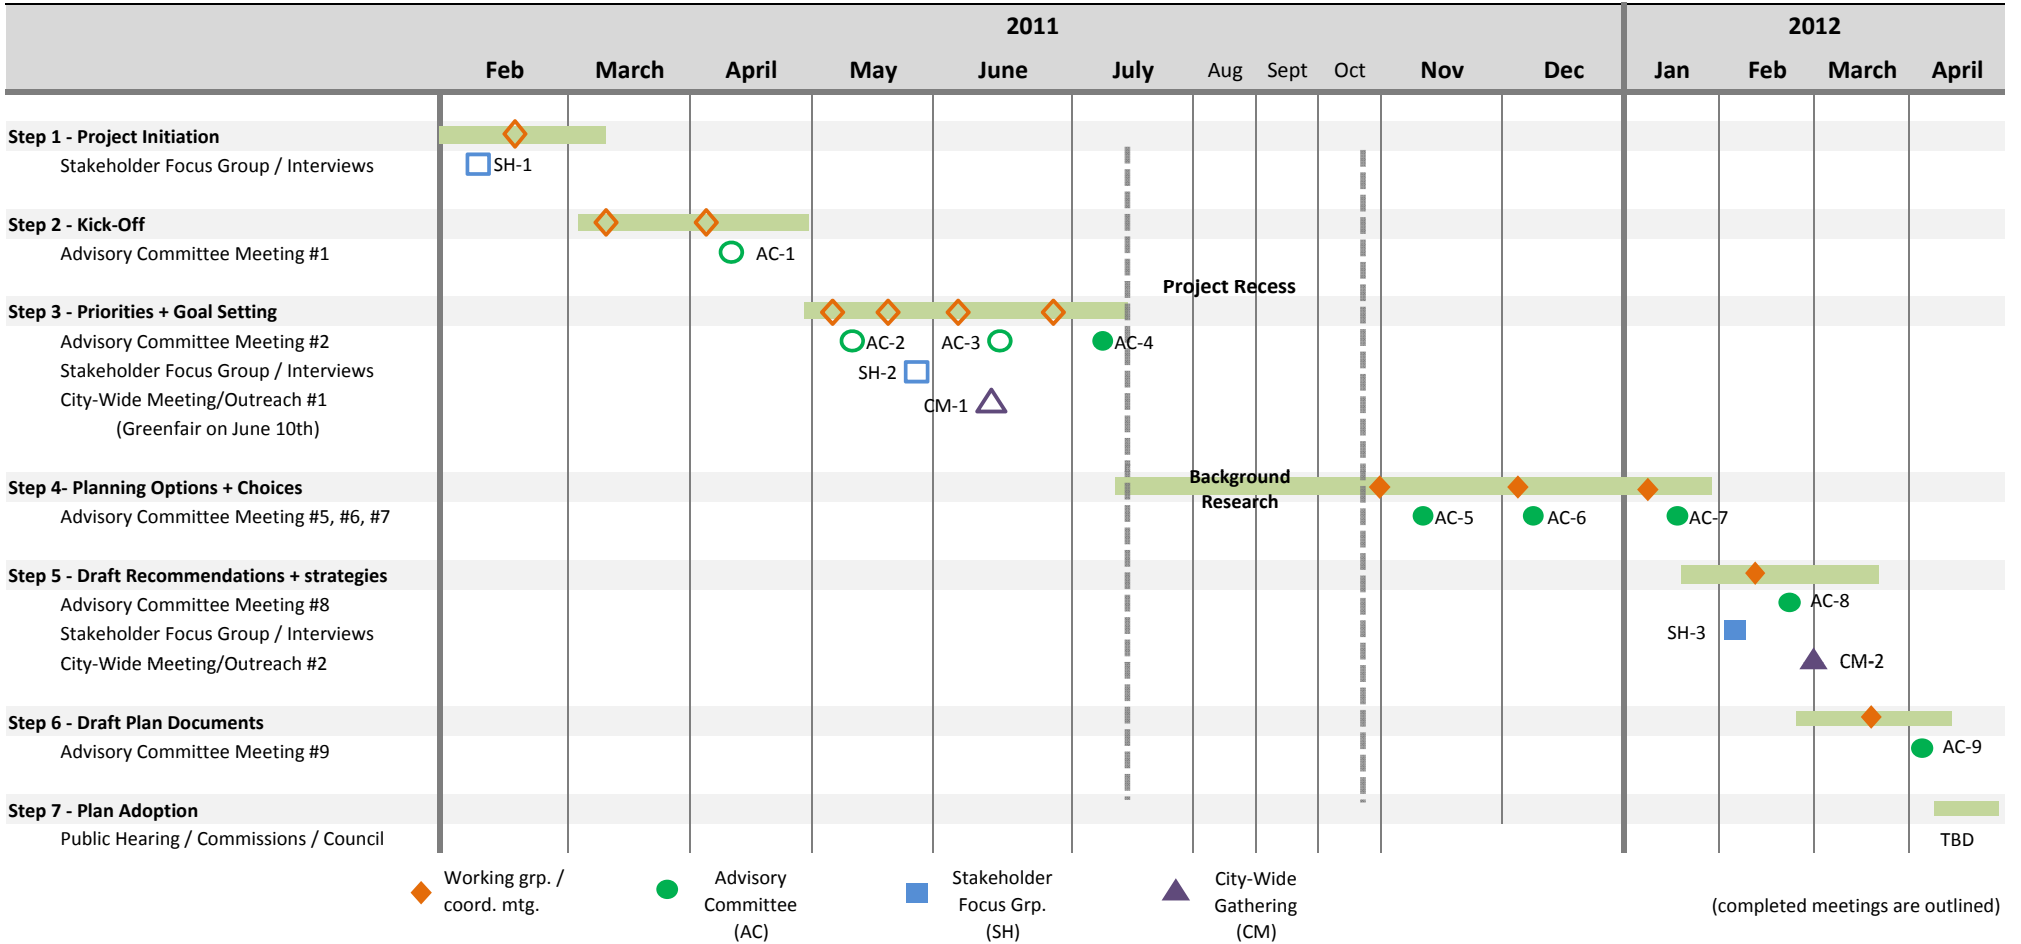 2011 2012
Feb March April May June July Aug Sept Oct Nov Dec Jan Feb March April
Step 1 - Project Initiation
Stakeholder Focus Group / Interviews SH-1
Step 2 - Kick-Off
Advisory Committee Meeting #1 AC-1
Project Recess
Step 3 - Priorities + Goal Setting
Advisory Committee Meeting #2 AC-2 AC-3 AC-4
Stakeholder Focus Group / Interviews SH-2
City-Wide Meeting/Outreach #1 CM-1
(Greenfair on June 10th)
Background
Step 4- Planning Options + Choices
Research
Advisory Committee Meeting #5, #6, #7 AC-5 AC-6 AC-7
Step 5 - Draft Recommendations + strategies
Advisory Committee Meeting #8 AC-8
Stakeholder Focus Group / Interviews SH-3
City-Wide Meeting/Outreach #2 CM-2
Step 6 - Draft Plan Documents
Advisory Committee Meeting #9 AC-9
Step 7 - Plan Adoption
Public Hearing / Commissions / Council TBD
Working grp. /
coord. mtg.
Advisory
Committee
(AC)
Stakeholder
Focus Grp.
(SH)
City-Wide
Gathering
(CM)
(completed meetings are outlined)